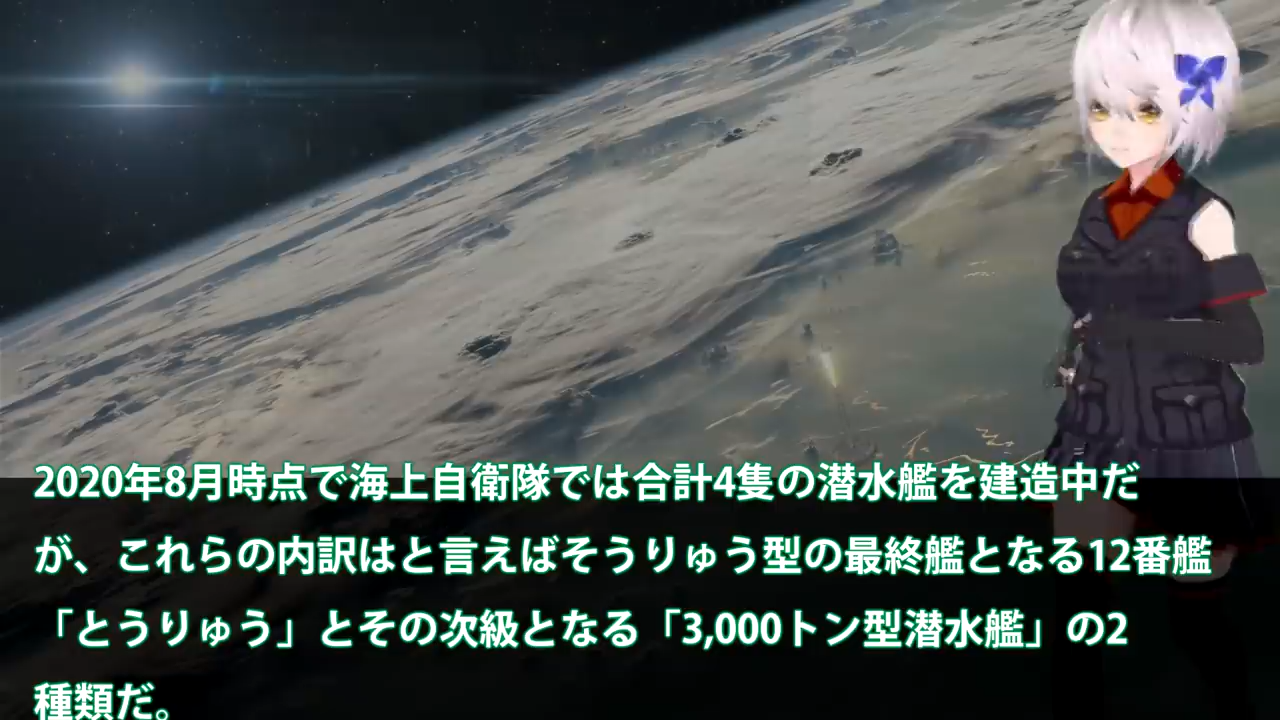 2020年8月時点で海上自衛隊では合計4隻の潜水艦を建造中だ
が、これらの内訳はと言えばそうりゅう型の最終艦となる12番艦
「とうりゅう」とその次級となる「3,000トン型潜水艦」の2
種類だ。